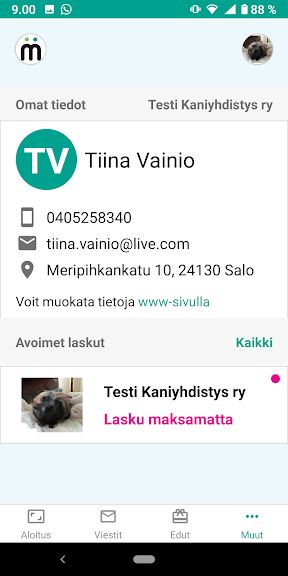 9.00 88 %
m
Omat tiedot Testi Kaniyhdistys ry
TV Tiina Vainio
0405258340
tiina.vainio@live.com
Meripihkankatu 10, 24130 Salo
Voit muokata tietoja www-sivulla
Avoimet laskut Kaikki
Testi Kaniyhdistys ry
Lasku maksamatta
Aloitus Viestit Edut Muut